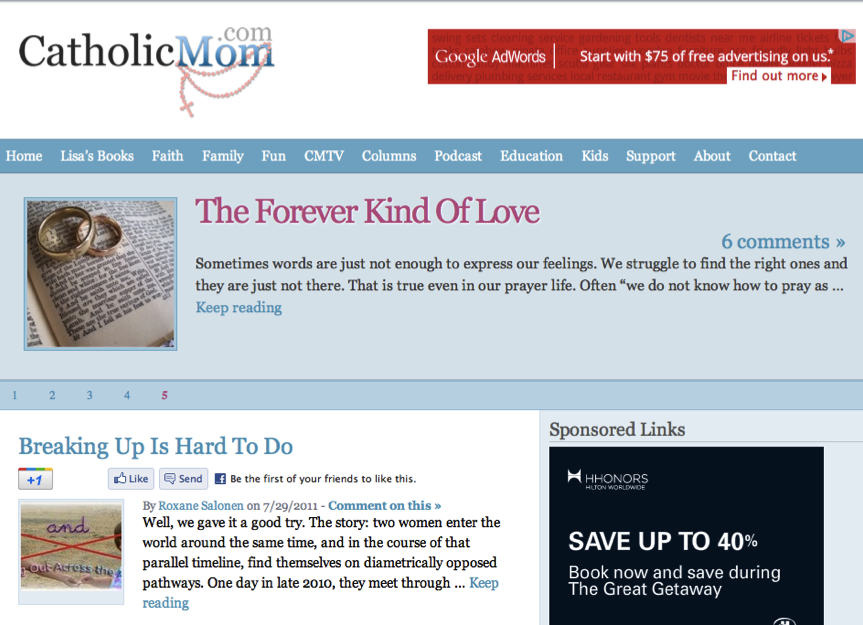 CatholicMom.com
Google AdWords
Start with $75 of free advertising on us.*
Find out more
Home Lisa's Books Faith Family Fun CMTV Columns Podcast Education Kids Support About Contact
The Forever Kind Of Love
6 comments »
Sometimes words are just not enough to express our feelings. We struggle to find the right ones and
they are just not there. That is true even in our prayer life. Often “we do not know how to pray as ...
Keep reading
1 2 3 4 5
Breaking Up Is Hard To Do
+1 Like Send Be the first of your friends to like this.
By Roxane Salonen on 7/29/2011 - Comment on this »
Well, we gave it a good try. The story: two women enter the
world around the same time, and in the course of that
parallel timeline, find themselves on diametrically opposed
pathways. One day in late 2010, they meet through ... Keep
reading
and
Out Across the
Sponsored Links
HHONORS
HILTON WORLDWIDE
SAVE UP TO 40%
Book now and save during
The Great Getaway